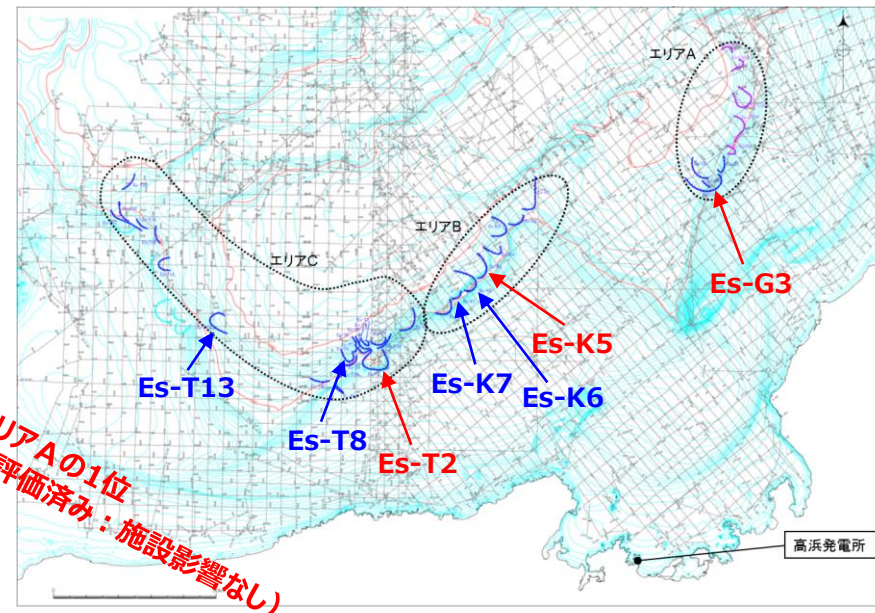 エリアA
エリアB
エリアC
Es-G3
Es-K5
Es-K7
Es-K6
Es-T13
Es-T8
Es-T2
リアAの1位
評価済み：施設影響なし）
高浜発電所